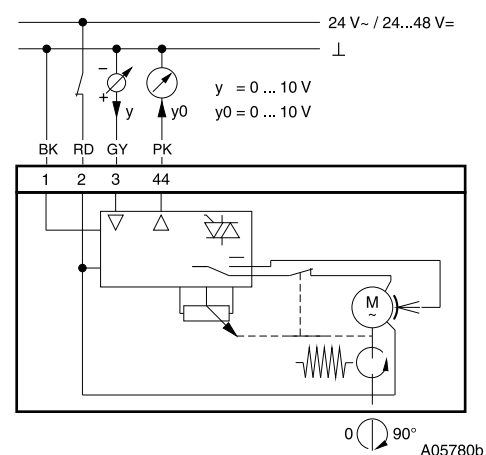 24 V~ / 24...48 V=
⊥
− 
+
y
y0
y = 0 ... 10 V
y0 = 0 ... 10 V
BK RD GY PK
1 2 3 44
M
~
0 90°
A05780b